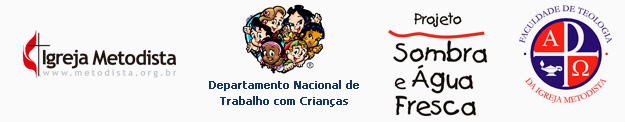 Igreja Metodista
www.metodista.org.br
®
Departamento Nacional de
Trabalho com Crianças
Projeto
Sombra
e Água
Fresca
FACULDADE DE TEOLOGIA
Α Ω
DA IGREJA METODISTA